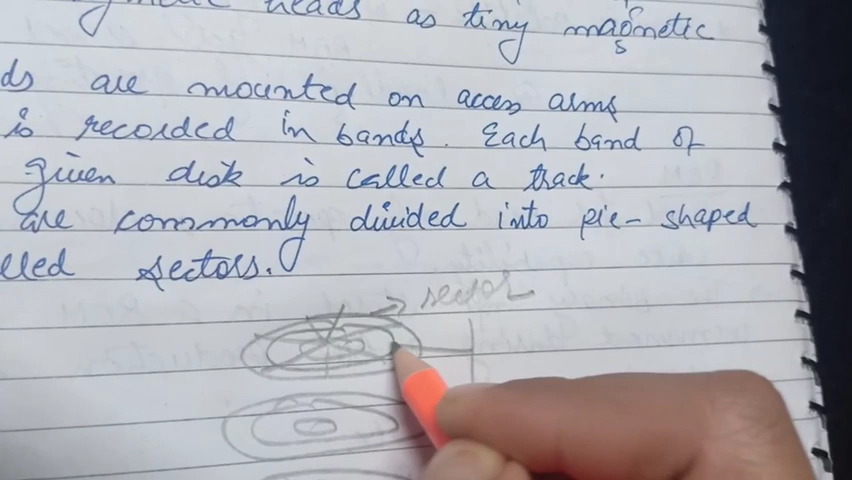 heads as tiny magnetic
ds are mounted on access arms
is recorded in bands. Each band of
given disk is called a track.
are commonly divided into pie-shaped
lled sectors.
sector